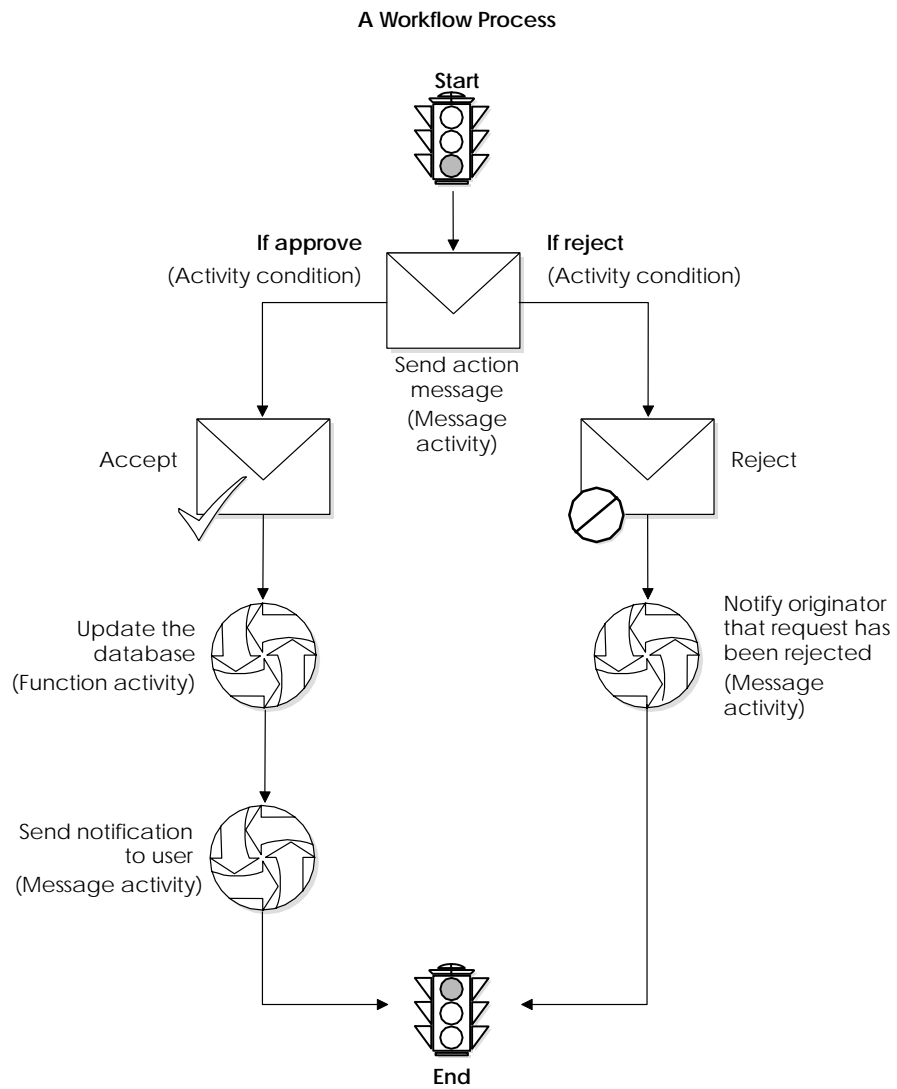 A Workflow Process
Start
If approve
(Activity condition)
If reject
(Activity condition)
Send action
message
(Message
activity)
Accept
Reject
Update the
database
(Function activity)
Notify originator
that request has
been rejected
(Message
activity)
Send notification
to user
(Message activity)
End